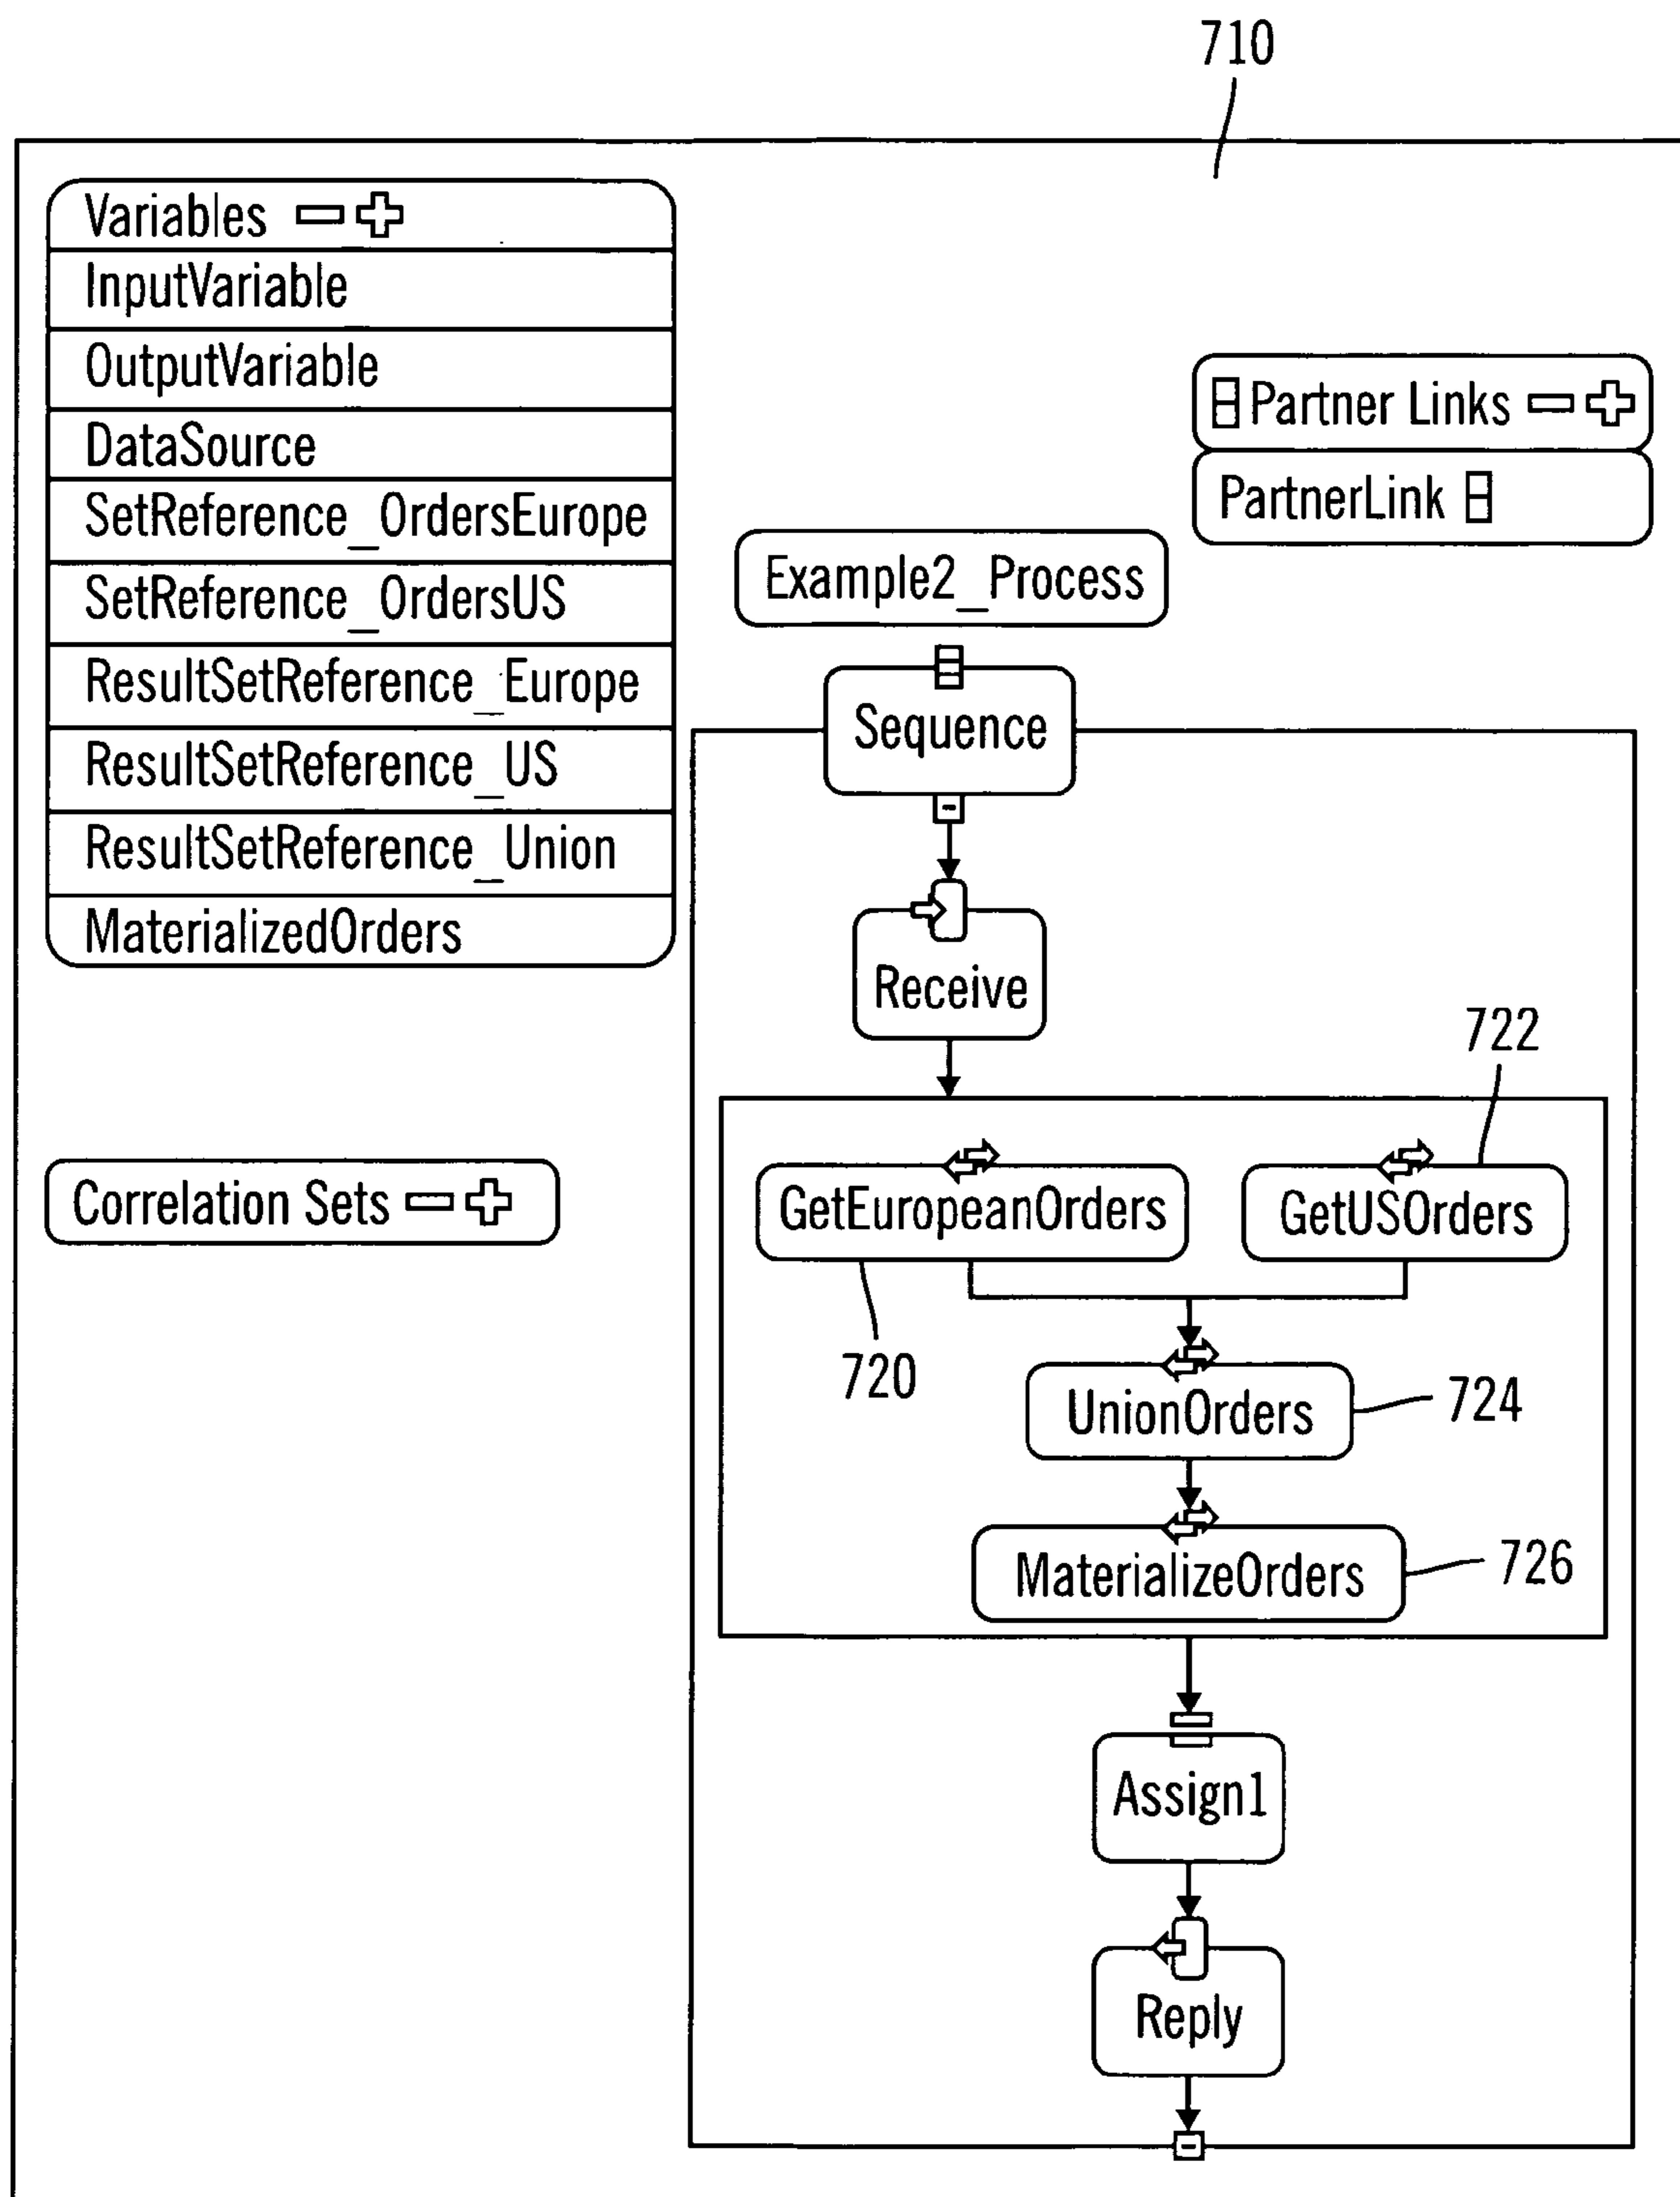 710
Variables
InputVariable
OutputVariable
DataSource
SetReference_OrdersEurope
SetReference_OrdersUS
ResultSetReference_Europe
ResultSetReference_US
ResultSetReference_Union
MaterializedOrders
Partner Links
PartnerLink
Correlation Sets
Example2_Process
Sequence
Receive
722
GetEuropeanOrders
GetUSOrders
720
UnionOrders
724
MaterializeOrders
726
Assign1
Reply